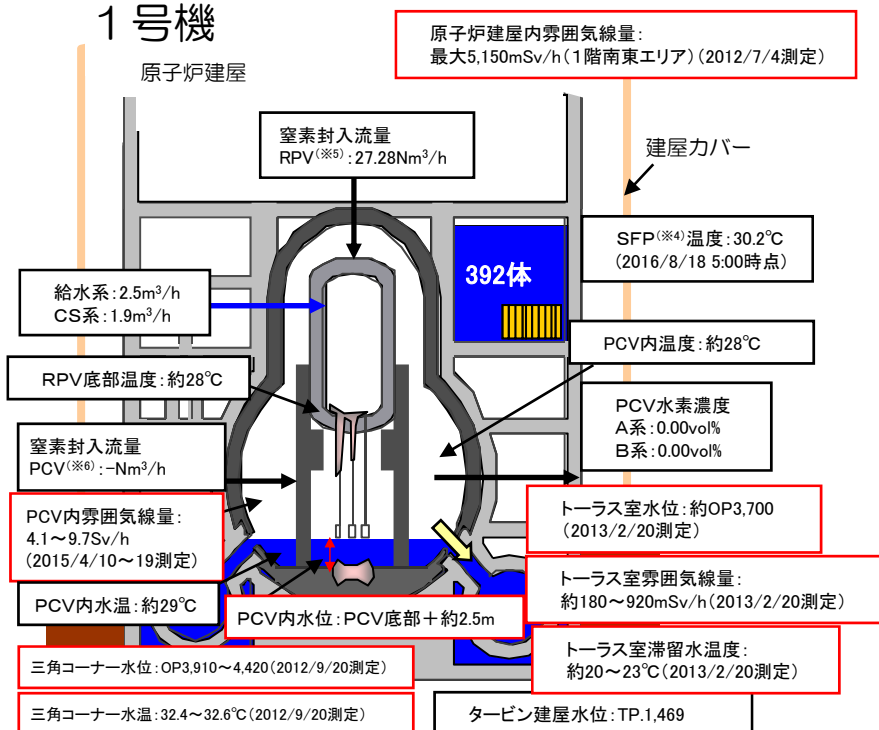 1号機
原子炉建屋内雰囲気線量：
最大5,150mSv/h（1階南東エリア）（2012/7/4測定）
原子炉建屋
窒素封入流量
RPV(※5)：27.28Nm3/h
建屋カバー
SFP(※4)温度：30.2℃
（2016/8/18 5:00時点）
392体
給水系：2.5m3/h
CS系：1.9m3/h
PCV内温度：約28℃
RPV底部温度：約28℃
PCV水素濃度
A系：0.00vol%
B系：0.00vol%
窒素封入流量
PCV(※6)：-Nm3/h
PCV内雰囲気線量：
4.1～9.7Sv/h
（2015/4/10～19測定）
トーラス室水位：約OP3,700
（2013/2/20測定）
トーラス室雰囲気線量：
約180～920mSv/h（2013/2/20測定）
PCV内水温：約29℃
PCV内水位：PCV底部＋約2.5m
トーラス室滞留水温度：
約20～23℃（2013/2/20測定）
三角コーナー水位：OP3,910～4,420（2012/9/20測定）
三角コーナー水温：32.4～32.6℃（2012/9/20測定）
タービン建屋水位：TP.1,469